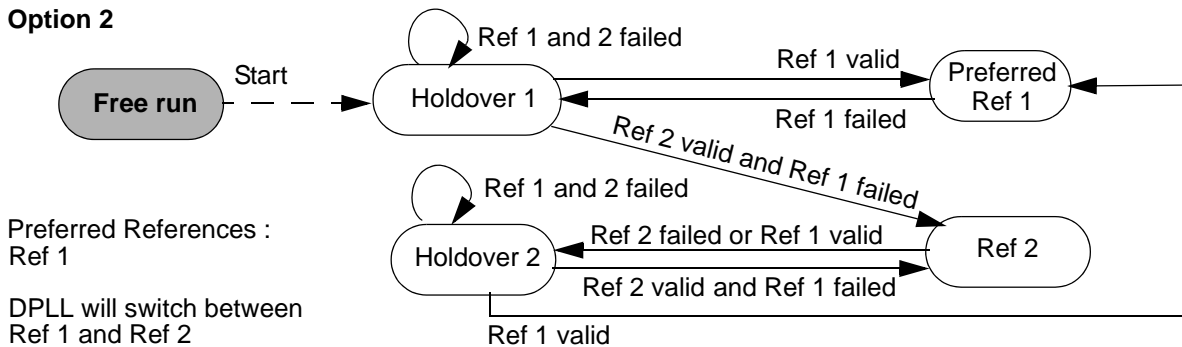 Option 2
Ref 1 and 2 failed
Start
Free run
Holdover 1
Ref 1 valid
Preferred
Ref 1
Ref 1 failed
Ref 2 valid and Ref 1 failed
Ref 1 and 2 failed
Preferred References :
Ref 1
Holdover 2
Ref 2 failed or Ref 1 valid
Ref 2
Ref 2 valid and Ref 1 failed
DPLL will switch between
Ref 1 and Ref 2
Ref 1 valid